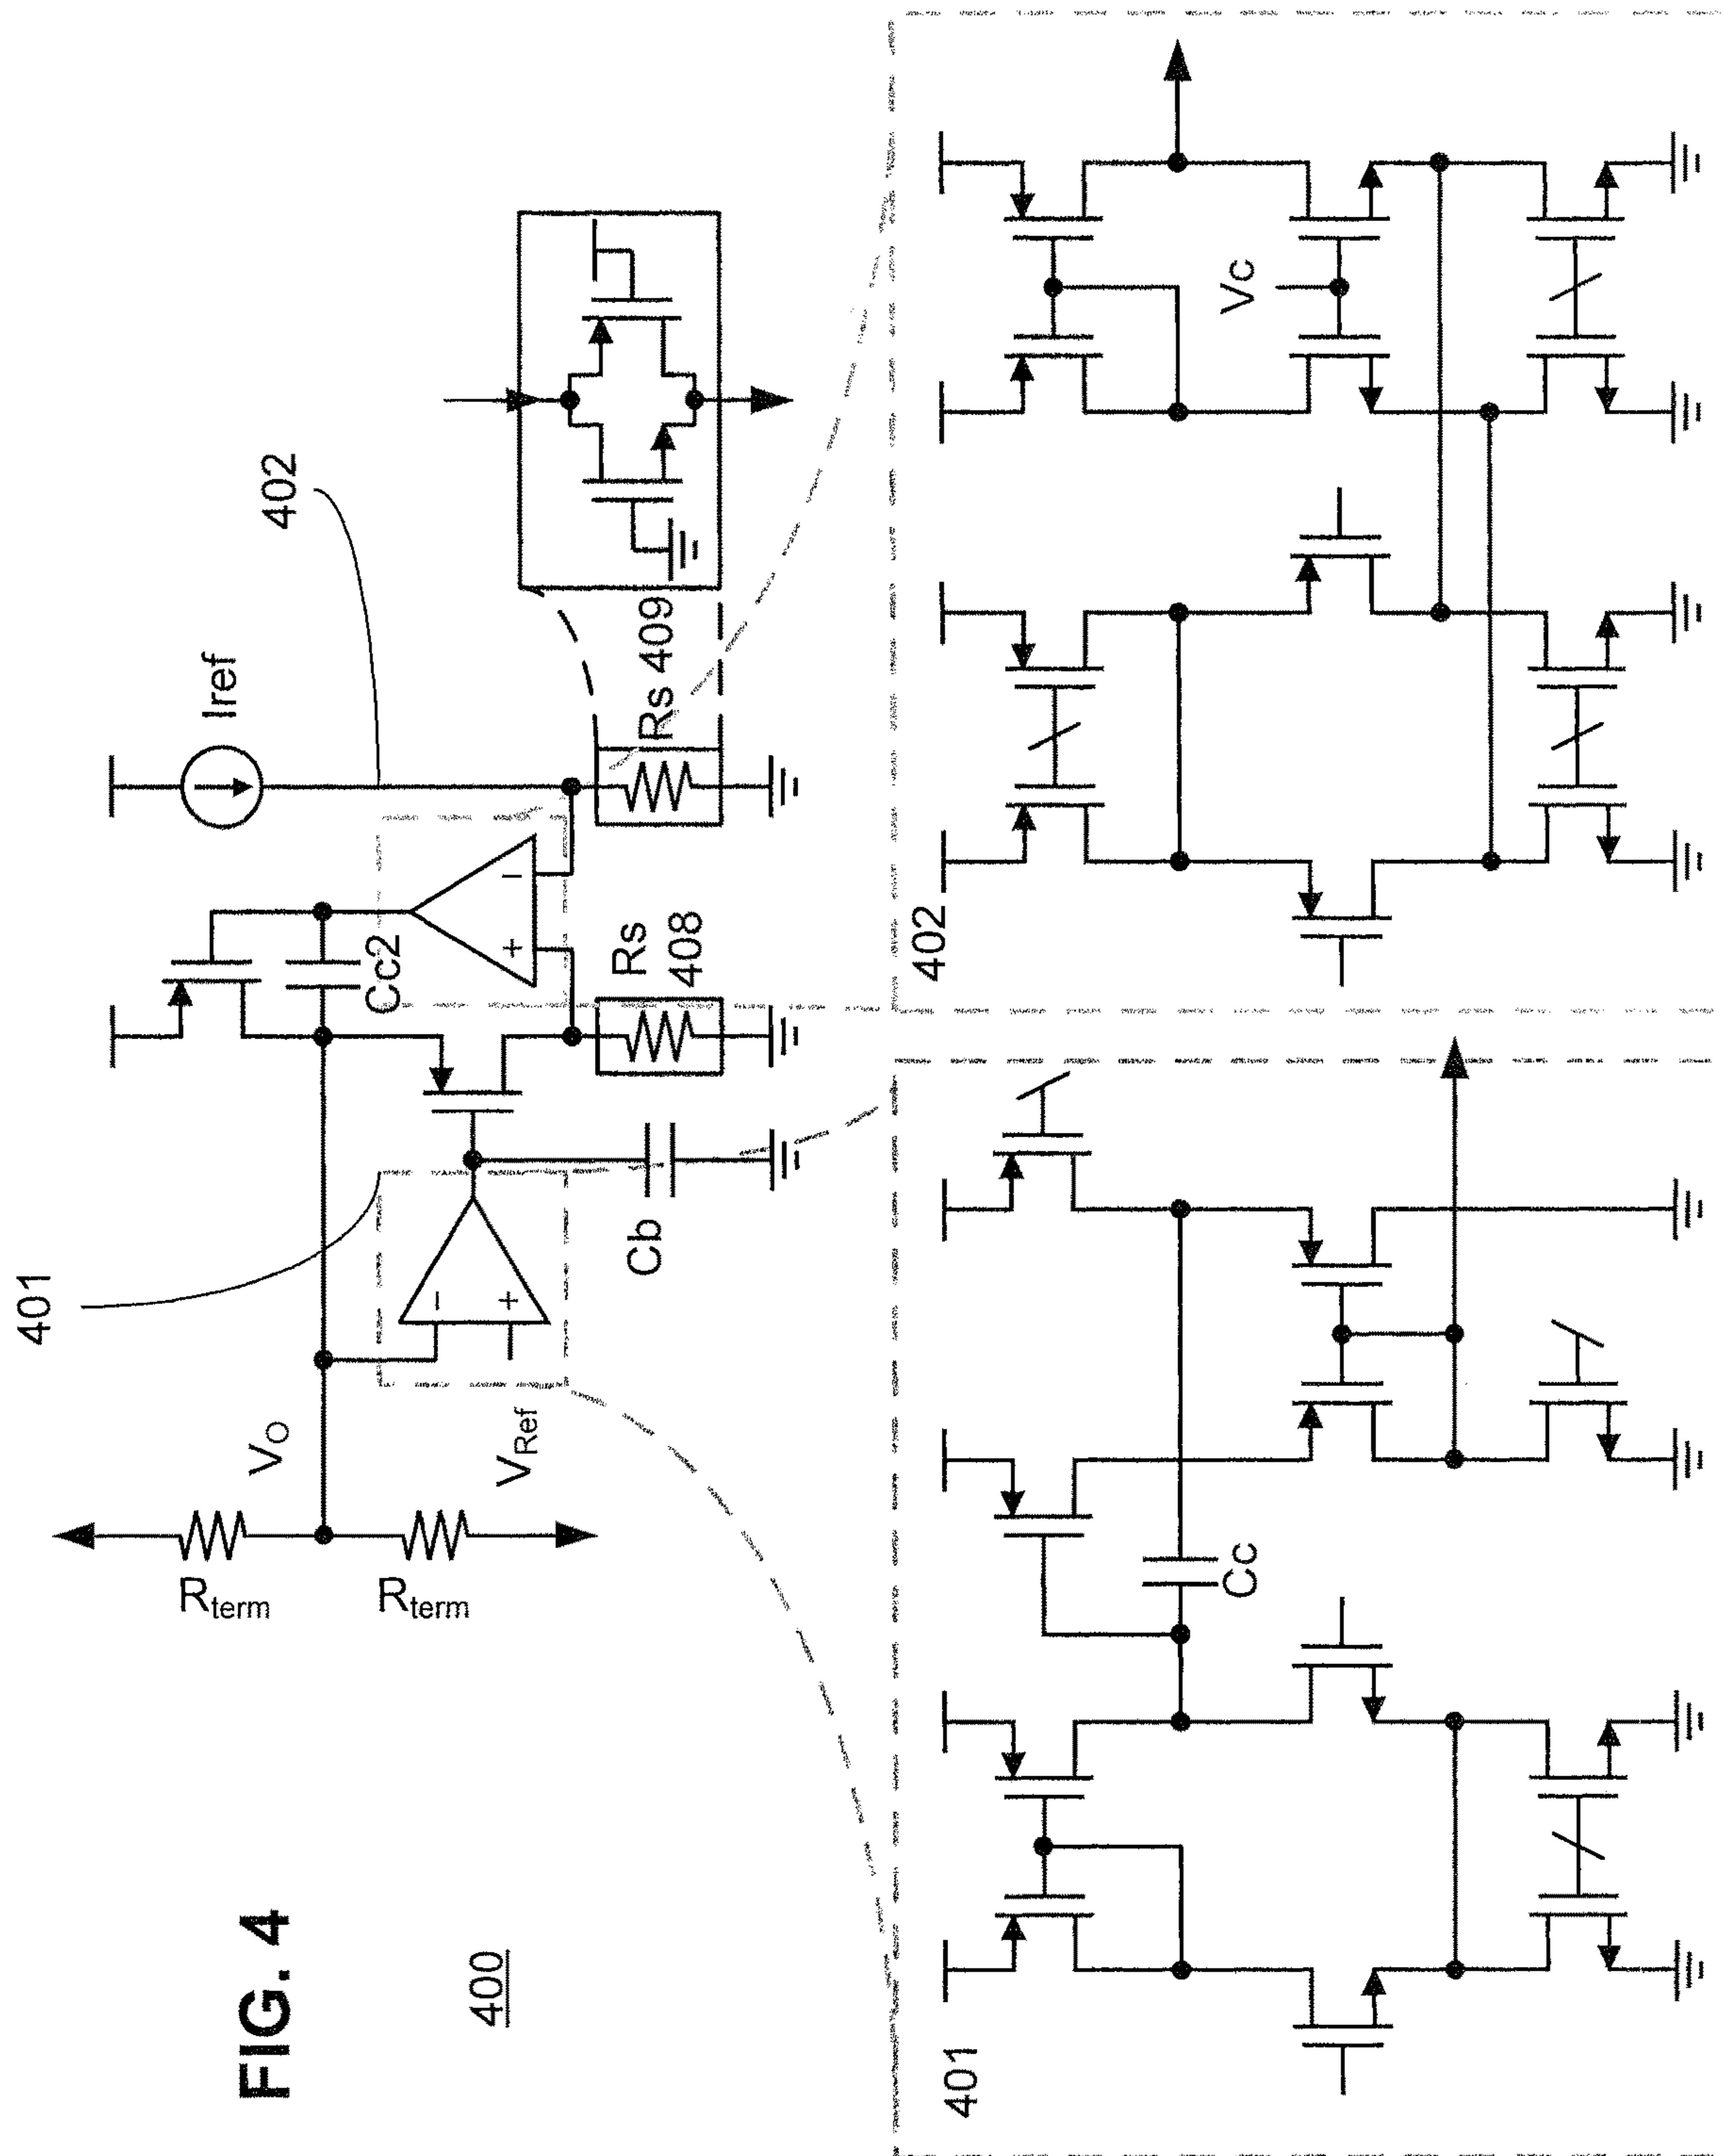 FIG. 4
400
401
402
Rterm
Rterm
VO
VRef
-
+
Cb
Cc2
+
-
Rs
408
Iref
Rs 409
401
Cc
402
Vc